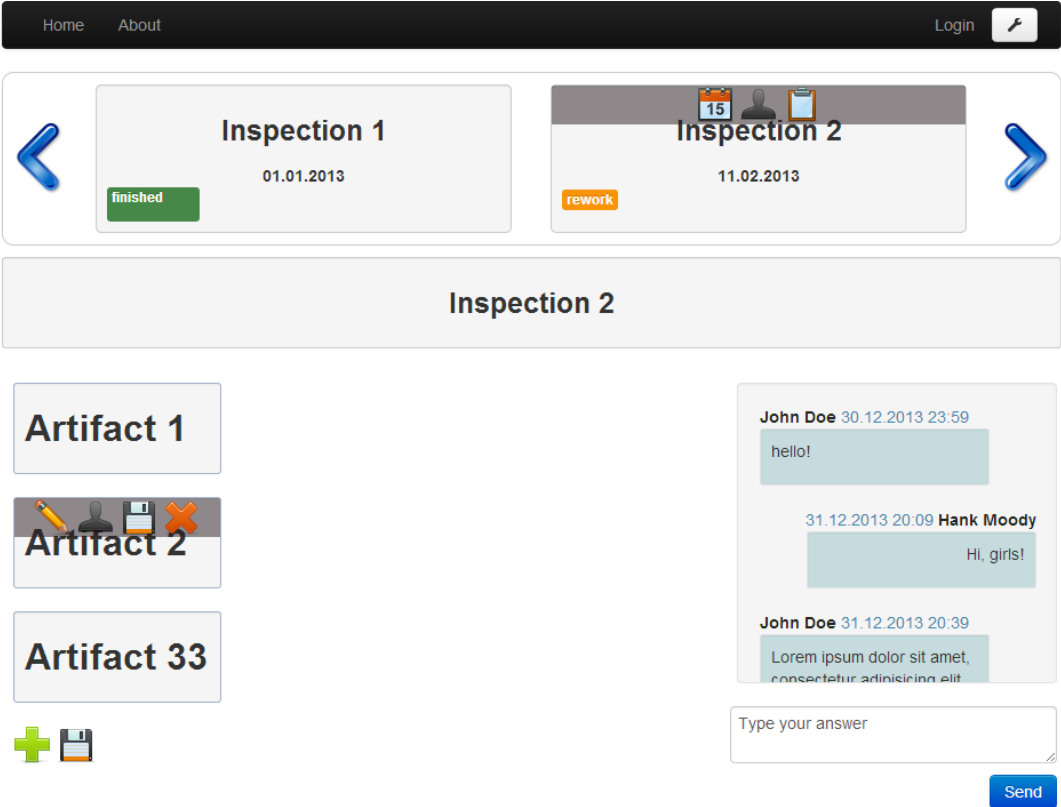 Home About Login
Inspection 1
01.01.2013
finished
15
Inspection 2
11.02.2013
rework
Inspection 2
Artifact 1
Artifact 2
Artifact 33
John Doe 30.12.2013 23:59
hello!
31.12.2013 20:09 Hank Moody
Hi, girls!
John Doe 31.12.2013 20:39
Lorem ipsum dolor sit amet,
consectetur adipisicing elit
Type your answer
Send